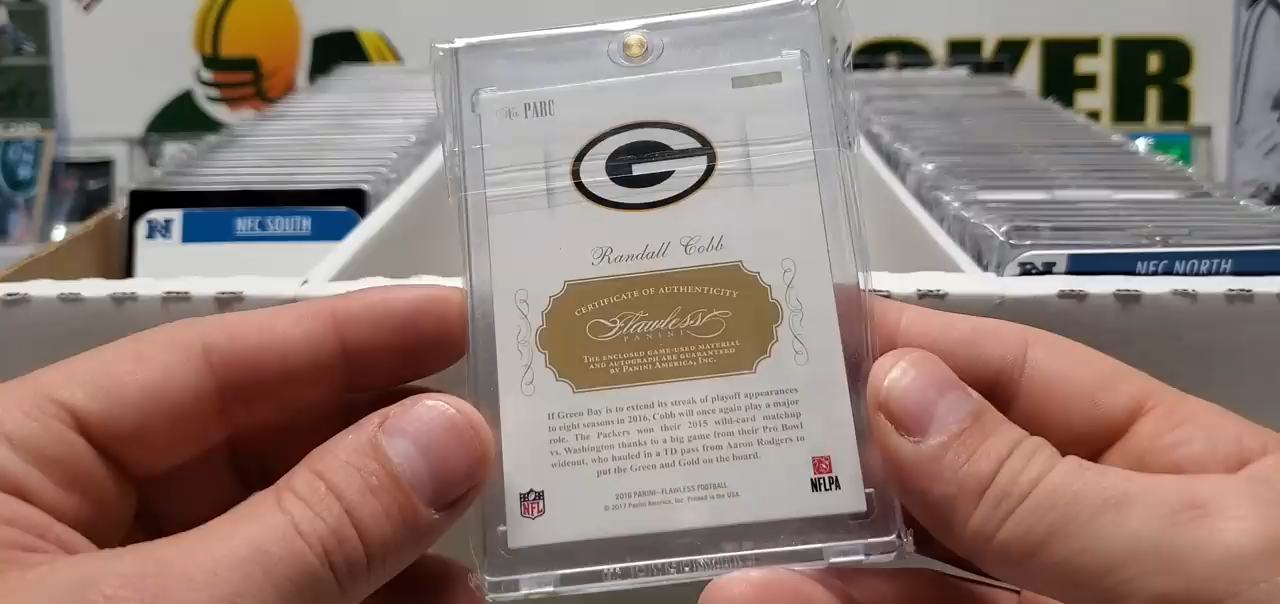 No. PARC
Randall Cobb
CERTIFICATE OF AUTHENTICITY
Flawless
PANINI
THE ENCLOSED GAME-USED MATERIAL
AND AUTOGRAPH ARE GUARANTEED
BY PANINI AMERICA, INC.
If Green Bay is to extend its streak of playoff appearances
to eight seasons in 2016, Cobb will once again play a major
role. The Packers won their 2015 wild-card matchup
vs. Washington thanks to a big game from their Pro Bowl
wideout, who hauled in a TD pass from Aaron Rodgers to
put the Green and Gold on the board.
2016 PANINI–FLAWLESS FOOTBALL
© 2017 Panini America, Inc. Printed in the USA.
NFL
NFLPA
N NFC SOUTH
N NFC NORTH